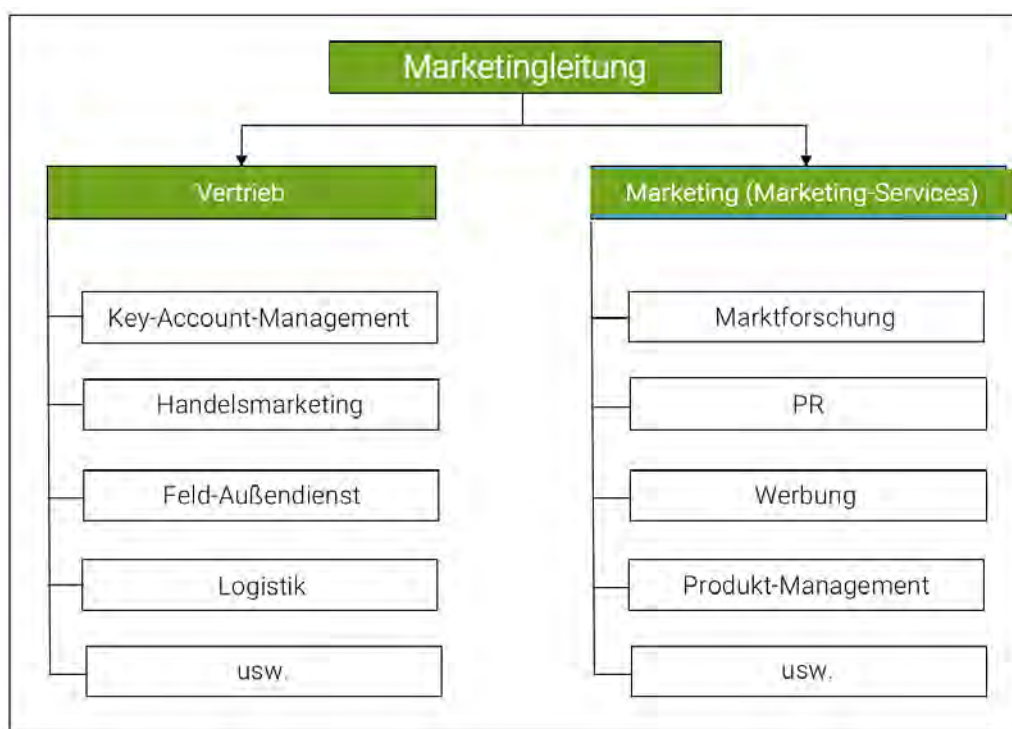 Marketingleitung
Vertrieb
Key-Account-Management
Handelsmarketing
Feld-Außendienst
Logistik
usw.
Marketing (Marketing-Services)
Marktforschung
PR
Werbung
Produkt-Management
usw.